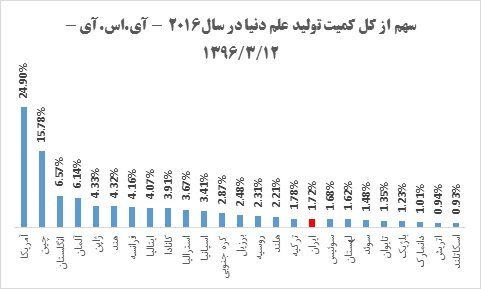 سهم از کل کمیت تولید علم دنیا در سال ۲۰۱۶ – آی.اس. آی –
۱۳۹۶/۳/۱۲
24.90%
15.78%
6.57%
6.14%
4.33%
4.32%
4.16%
4.07%
3.91%
3.67%
3.41%
2.87%
2.48%
2.31%
2.21%
1.78%
1.72%
1.68%
1.62%
1.48%
1.35%
1.23%
1.01%
0.94%
0.93%
آمریکا
چین
انگلستان
آلمان
ژاپن
هند
فرانسه
ایتالیا
کانادا
استرالیا
اسپانیا
کره جنوبی
برزیل
روسیه
هلند
ترکیه
ایران
سوئیس
لهستان
سوئد
تایوان
بلژیک
دانمارک
اتریش
اسکاتلند